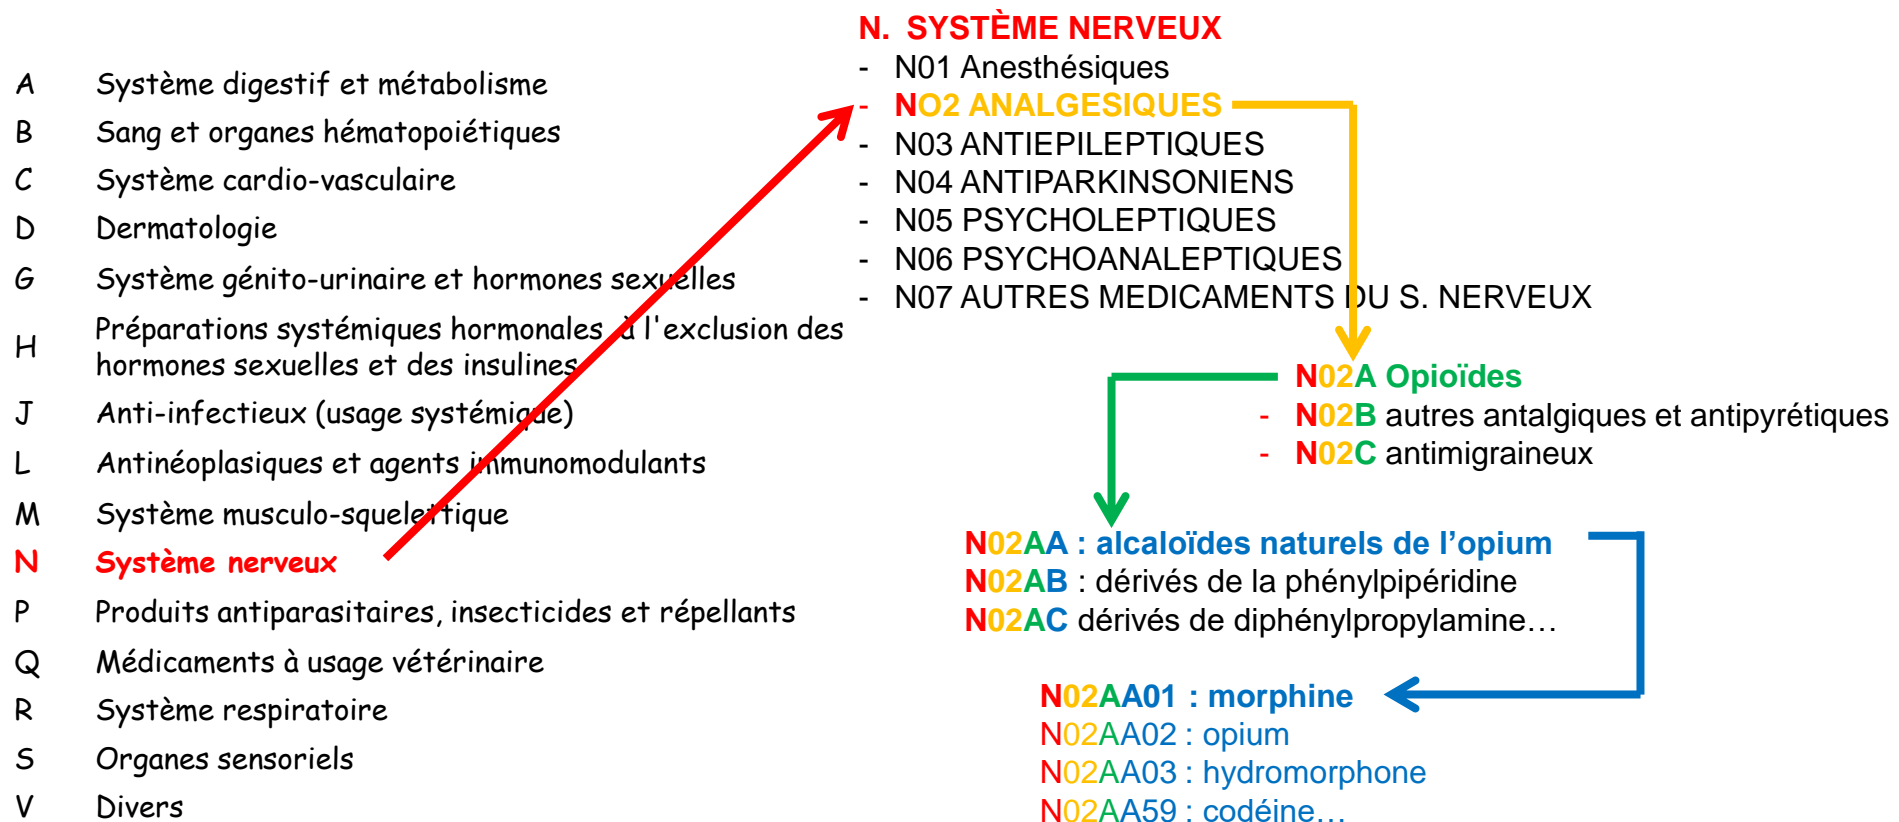 A Système digestif et métabolisme
B Sang et organes hématopoiétiques
C Système cardio-vasculaire
D Dermatologie
G Système génito-urinaire et hormones sexuelles
H Préparations systémiques hormonales à l'exclusion des
hormones sexuelles et des insulines
J Anti-infectieux (usage systémique)
L Antinéoplasiques et agents immunomodulants
M Système musculo-squelettique
N Système nerveux
P Produits antiparasitaires, insecticides et répellants
Q Médicaments à usage vétérinaire
R Système respiratoire
S Organes sensoriels
V Divers
N. SYSTÈME NERVEUX
- N01 Anesthésiques
- NO2 ANALGESIQUES
- N03 ANTIEPILEPTIQUES
- N04 ANTIPARKINSONIENS
- N05 PSYCHOLEPTIQUES
- N06 PSYCHOANALEPTIQUES
- N07 AUTRES MEDICAMENTS DU S. NERVEUX
N02A Opioïdes
- N02B autres antalgiques et antipyrétiques
- N02C antimigraineux
N02AA : alcaloïdes naturels de l’opium
N02AB : dérivés de la phénylpipéridine
N02AC dérivés de diphénylpropylamine…
N02AA01 : morphine
N02AA02 : opium
N02AA03 : hydromorphone
N02AA59 : codéine…